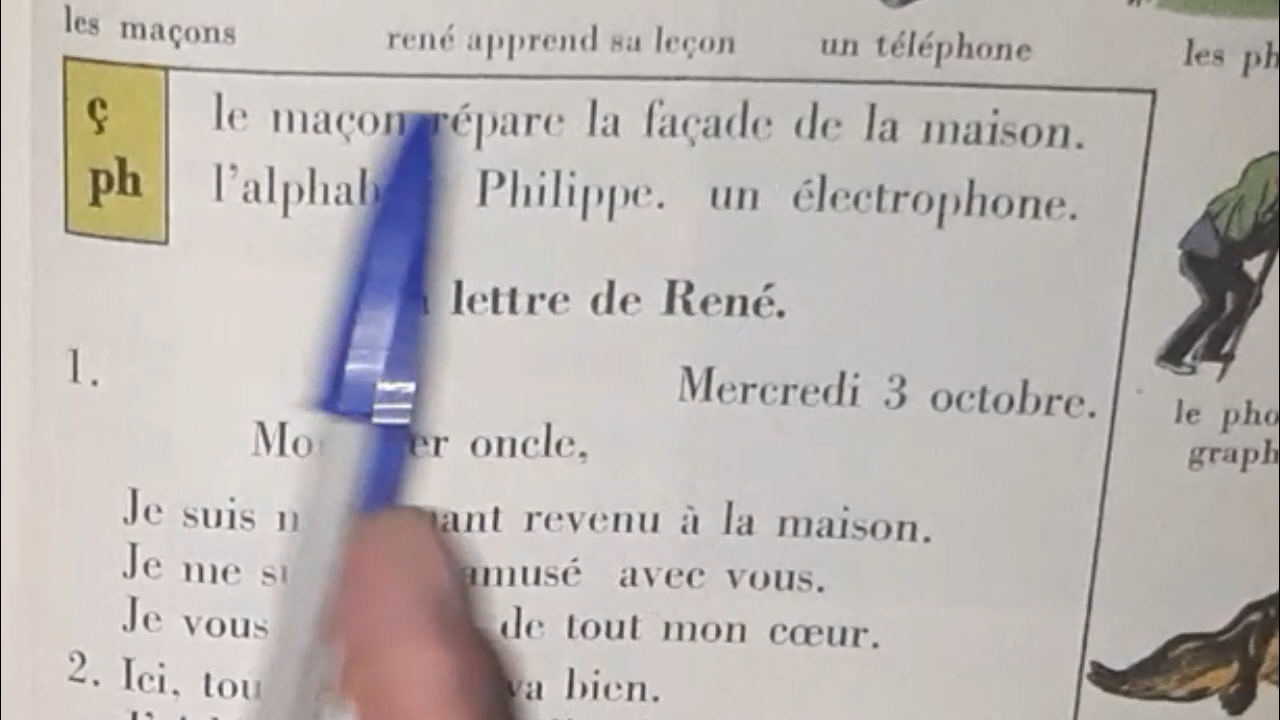 les maçons
rené apprend sa leçon
un téléphone
les ph
ç
ph
le maçon répare la façade de la maison.
l'alphab Philippe. un électrophone.
lettre de René.
1.
Mercredi 3 octobre.
Mo er oncle,
Je suis n ant revenu à la maison.
Je me su amusé avec vous.
Je vous de tout mon cœur.
2. Ici, tou va bien.
le pho
graph